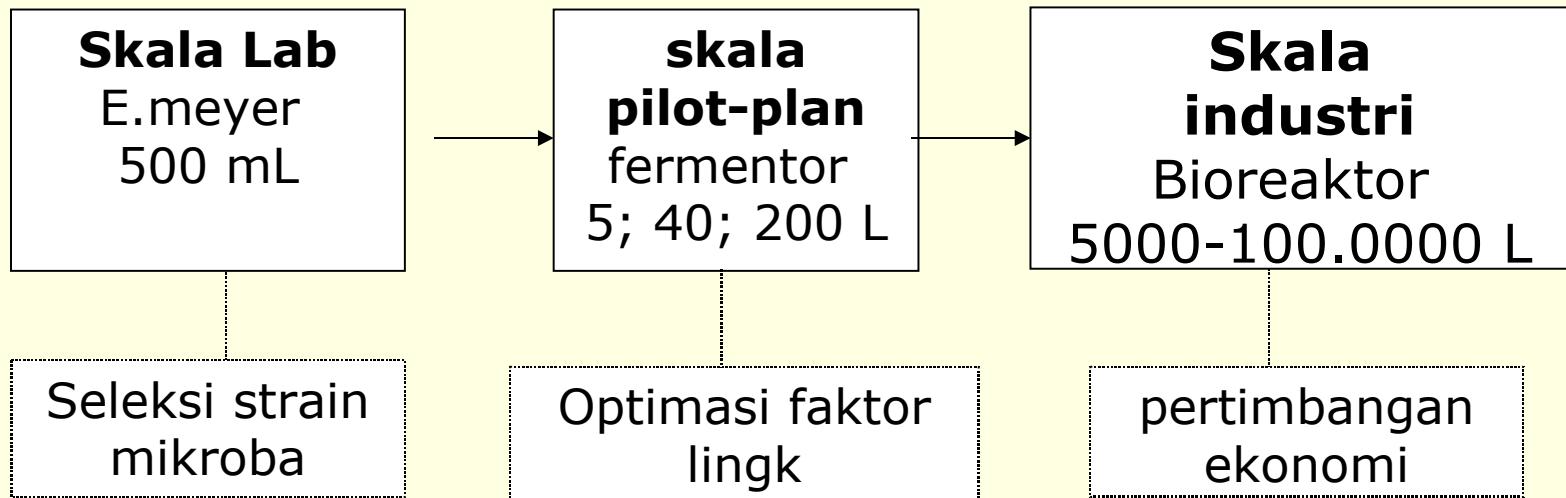 Skala Lab
E.meyer
500 mL
skala
pilot-plan
fermentor
5; 40; 200 L
Skala
industri
Bioreaktor
5000-100.0000 L
Seleksi strain
mikroba
Optimasi faktor
lingk
pertimbangan
ekonomi